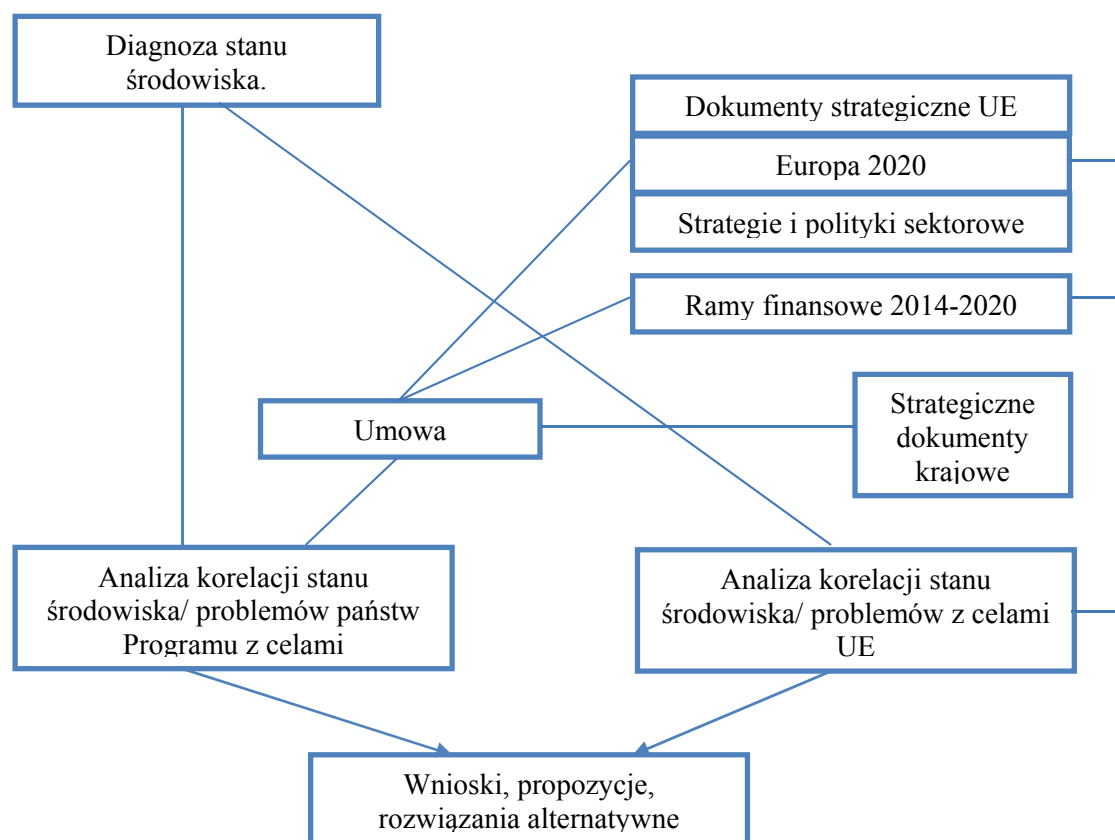 Diagnoza stanu
środowiska.
Dokumenty strategiczne UE
Europa 2020
Strategie i polityki sektorowe
Ramy finansowe 2014-2020
Umowa
Strategiczne
dokumenty
krajowe
Analiza korelacji stanu
środowiska/ problemów państw
Programu z celami
Analiza korelacji stanu
środowiska/ problemów z celami
UE
Wnioski, propozycje,
rozwiązania alternatywne